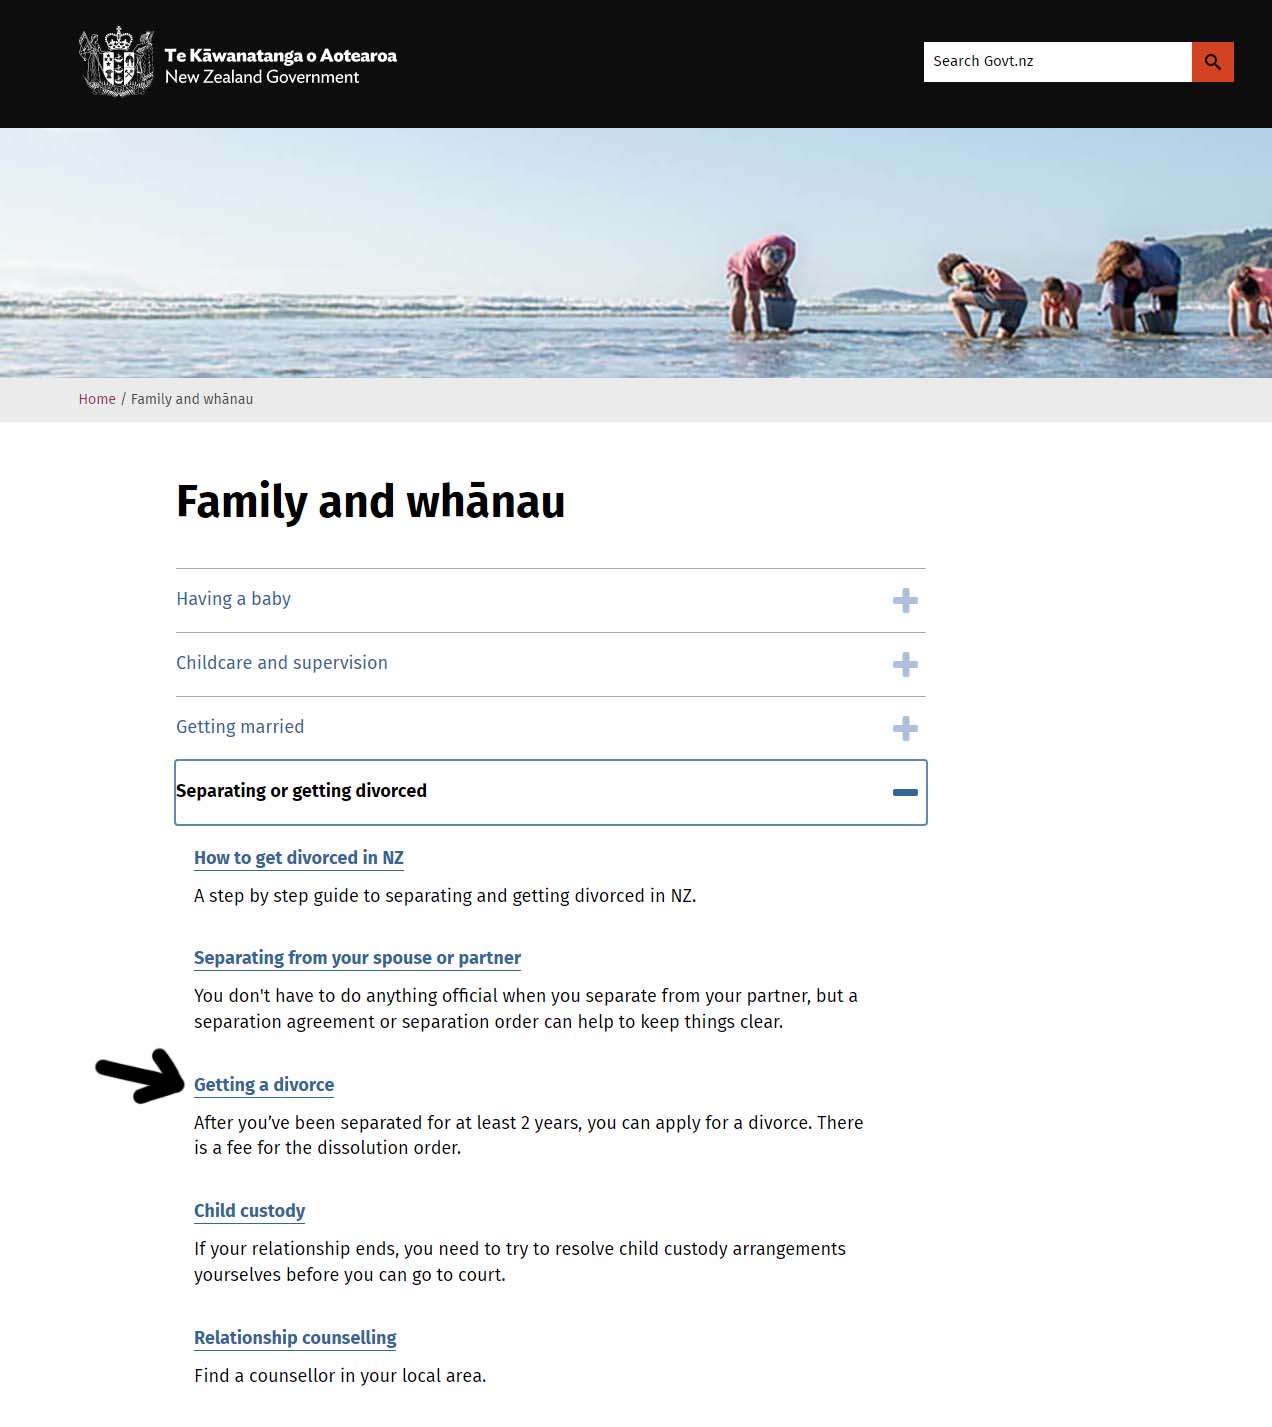 Te Kāwanatanga o Aotearoa
New Zealand Government
Search Govt.nz
Home / Family and whānau
Family and whānau
Having a baby
Childcare and supervision
Getting married
Separating or getting divorced
How to get divorced in NZ
A step by step guide to separating and getting divorced in NZ.
Separating from your spouse or partner
You don't have to do anything official when you separate from your partner, but a
separation agreement or separation order can help to keep things clear.
Getting a divorce
After you’ve been separated for at least 2 years, you can apply for a divorce. There
is a fee for the dissolution order.
Child custody
If your relationship ends, you need to try to resolve child custody arrangements
yourselves before you can go to court.
Relationship counselling
Find a counsellor in your local area.